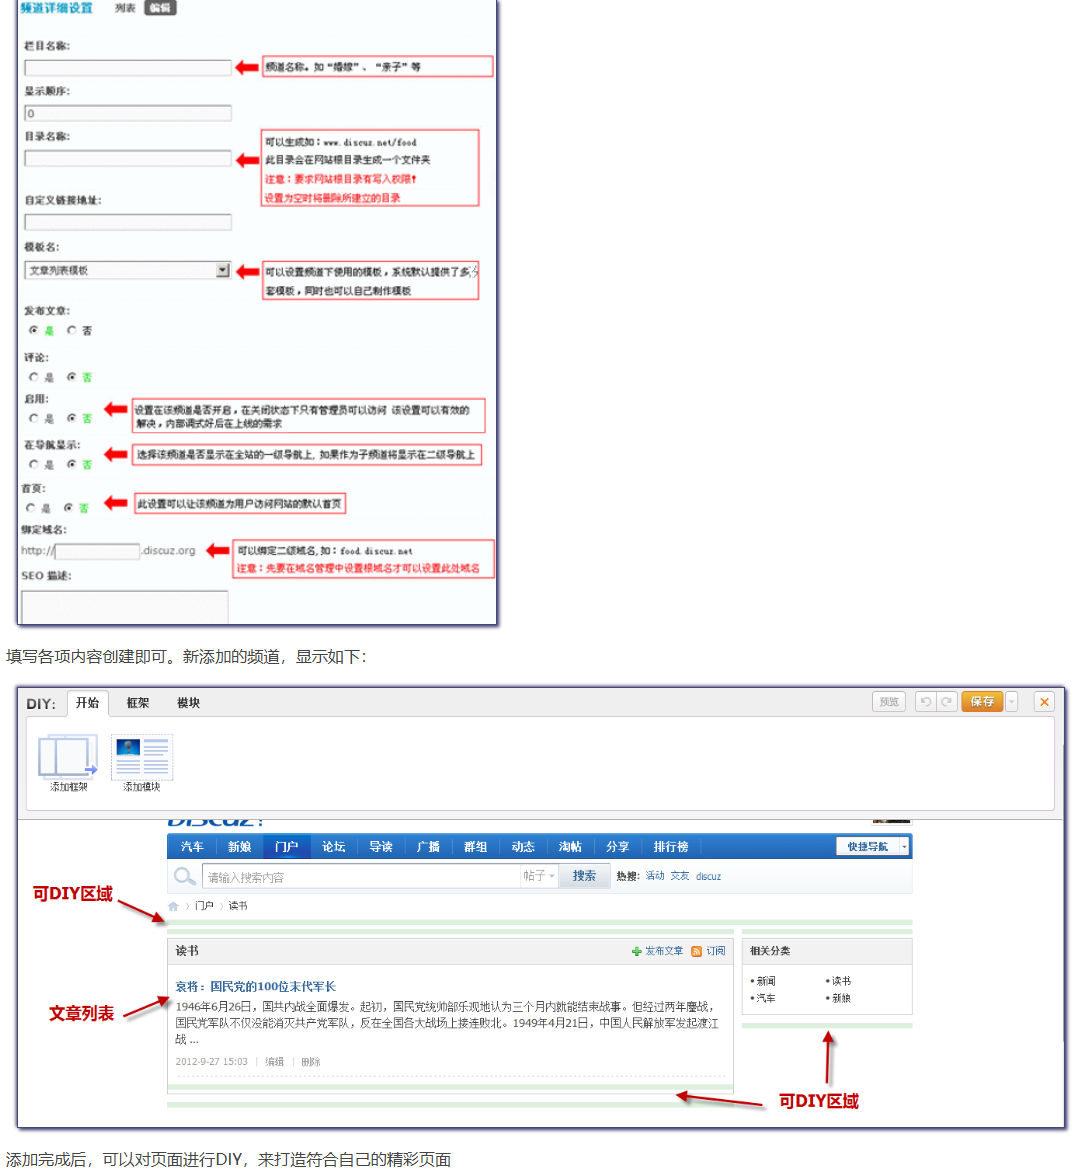 频道详细设置 列表 编辑
栏目名称:
频道名称。如“婚嫁”、“亲子”等
显示顺序:
0
目录名称:
可以生成如：www.discuz.net/food
此目录会在网站根目录生成一个文件夹
注意：要求网站根目录有写入权限!
设置为空时将删除所建立的目录
自定义链接地址:
模板名:
文章列表模板
可以设置频道下使用的模板，系统默认提供了多
套模板，同时也可以自己制作模板
发布文章:
是 否
评论:
是 否
启用:
是 否
设置在该频道是否开启，在关闭状态下只有管理员可以访问 该设置可以有效的
解决，内部调式好后在上线的需求
在导航显示:
是 否
选择该频道是否显示在全站的一级导航上, 如果作为子频道将显示在二级导航上
首页:
是 否
此设置可以让该频道为用户访问网站的默认首页
绑定域名:
http:// .discuz.org
可以绑定二级域名,如：food.discuz.net
注意：先要在域名管理中设置根域名才可以设置此处域名
SEO 描述:
填写各项内容创建即可。新添加的频道，显示如下：
DIY: 开始 框架 模块 预览 保存
添加框架 添加模块
Discuz!
汽车 新娘 门户 论坛 导读 广播 群组 动态 淘帖 分享 排行榜 快捷导航
请输入搜索内容 帖子 搜索 热搜: 活动 交友 discuz
可DIY区域
门户 读书
读书 发布文章 订阅
相关分类
哀将：国民党的100位末代军长
新闻 读书
汽车 新娘
文章列表
1946年6月26日，国共内战全面爆发。起初，国民党统帅部乐观地认为三个月内就能结束战事。但经过两年鏖战，
国民党军队不仅没能消灭共产党军队，反在全国各大战场上接连败北。1949年4月21日，中国人民解放军发起渡江
战 ...
2012-9-27 15:03 编辑 删除
可DIY区域
添加完成后，可以对页面进行DIY，来打造符合自己的精彩页面